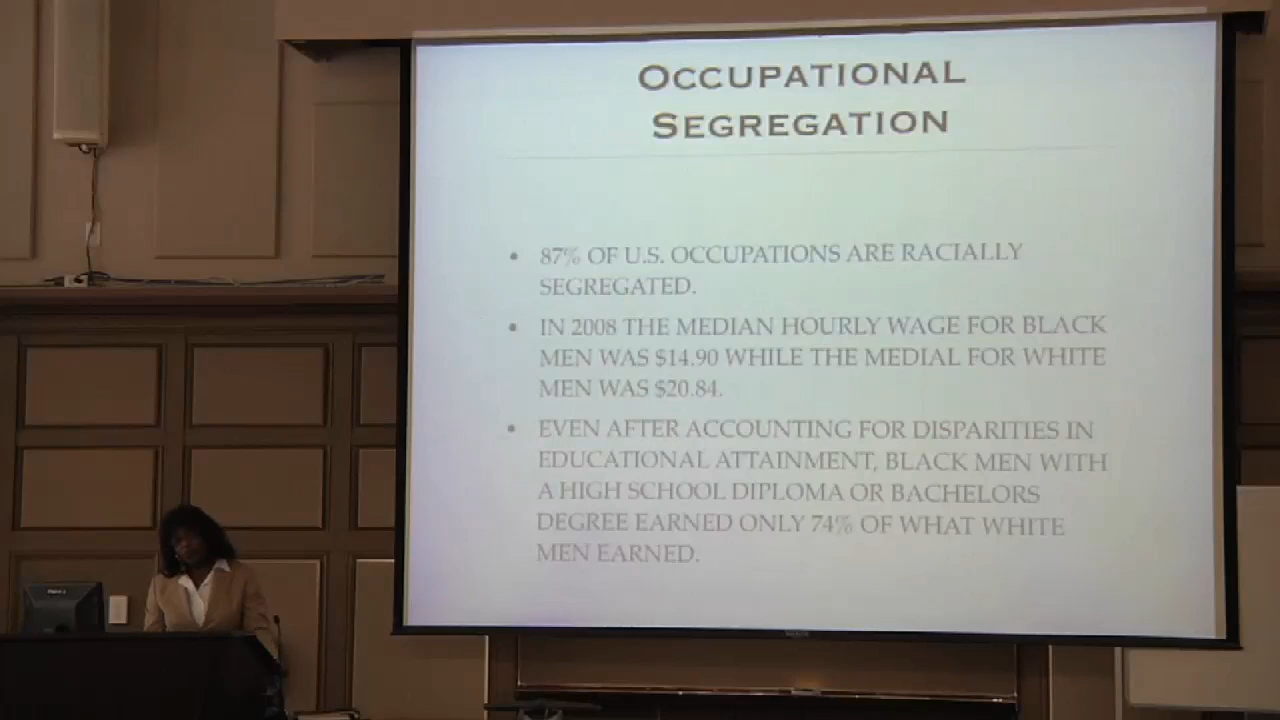 OCCUPATIONAL
SEGREGATION
• 87% OF U.S. OCCUPATIONS ARE RACIALLY
SEGREGATED.
• IN 2008 THE MEDIAN HOURLY WAGE FOR BLACK
MEN WAS $14.90 WHILE THE MEDIAL FOR WHITE
MEN WAS $20.84.
• EVEN AFTER ACCOUNTING FOR DISPARITIES IN
EDUCATIONAL ATTAINMENT, BLACK MEN WITH
A HIGH SCHOOL DIPLOMA OR BACHELORS
DEGREE EARNED ONLY 74% OF WHAT WHITE
MEN EARNED.